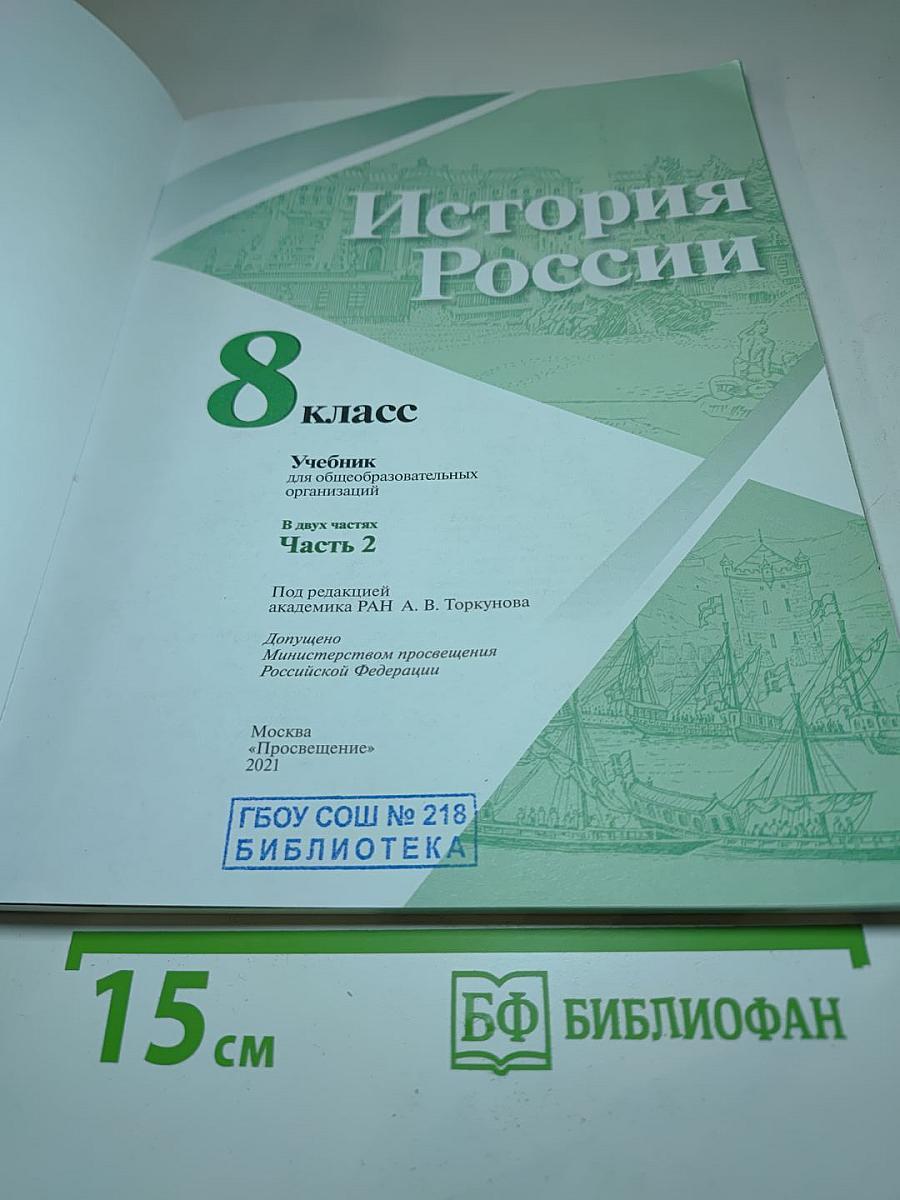 История
России
8 класс
Учебник
для общеобразовательных
организаций
В двух частях
Часть 2
Под редакцией
академика РАН А. В. Торкунова
Допущено
Министерством просвещения
Российской Федерации
Москва
«Просвещение»
2021
ГБОУ СОШ № 218
БИБЛИОТЕКА
15 см
БФ БИБЛИОФАН